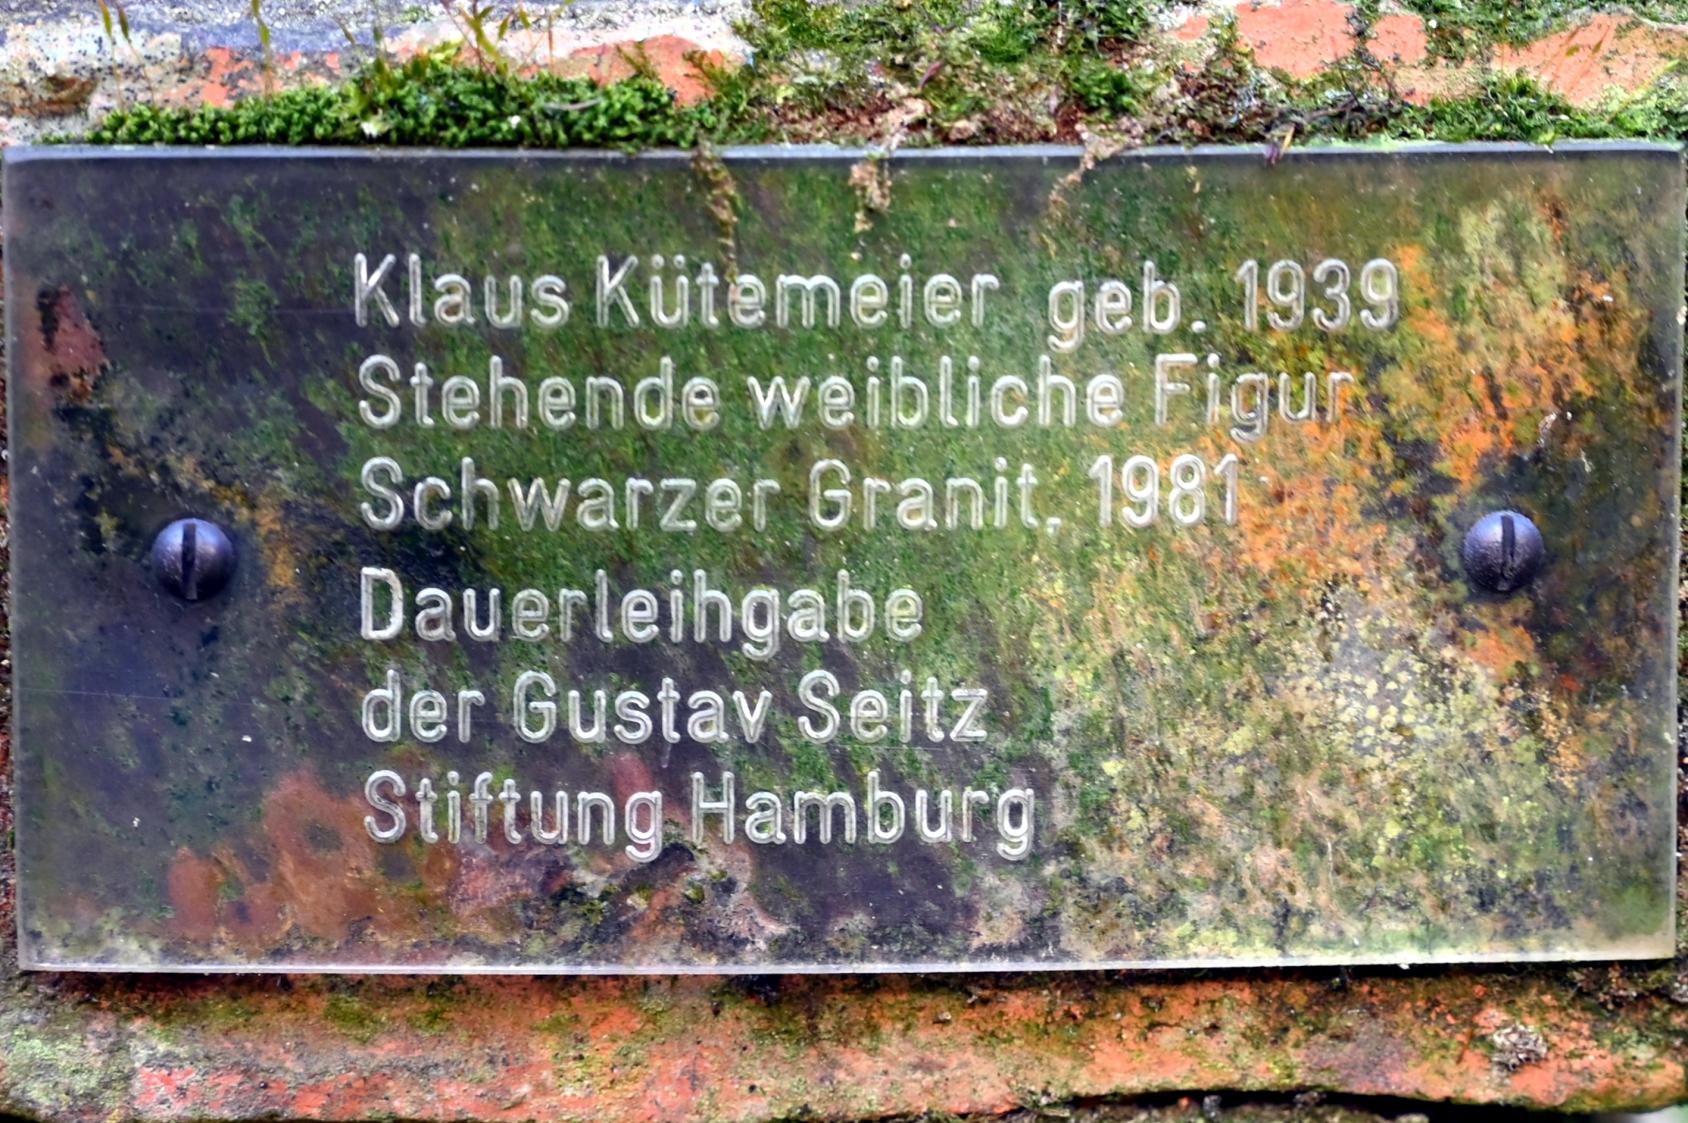 Klaus Kütemeier geb. 1939
Stehende weibliche Figur
Schwarzer Granit, 1981
Dauerleihgabe
der Gustav Seitz
Stiftung Hamburg